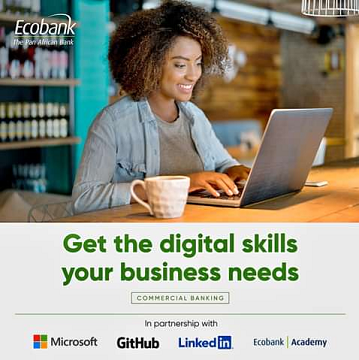 Ecobank
The Pan African Bank
Get the digital skills
your business needs
COMMERCIAL BANKING
In partnership with
Microsoft GitHub LinkedIn Ecobank | Academy